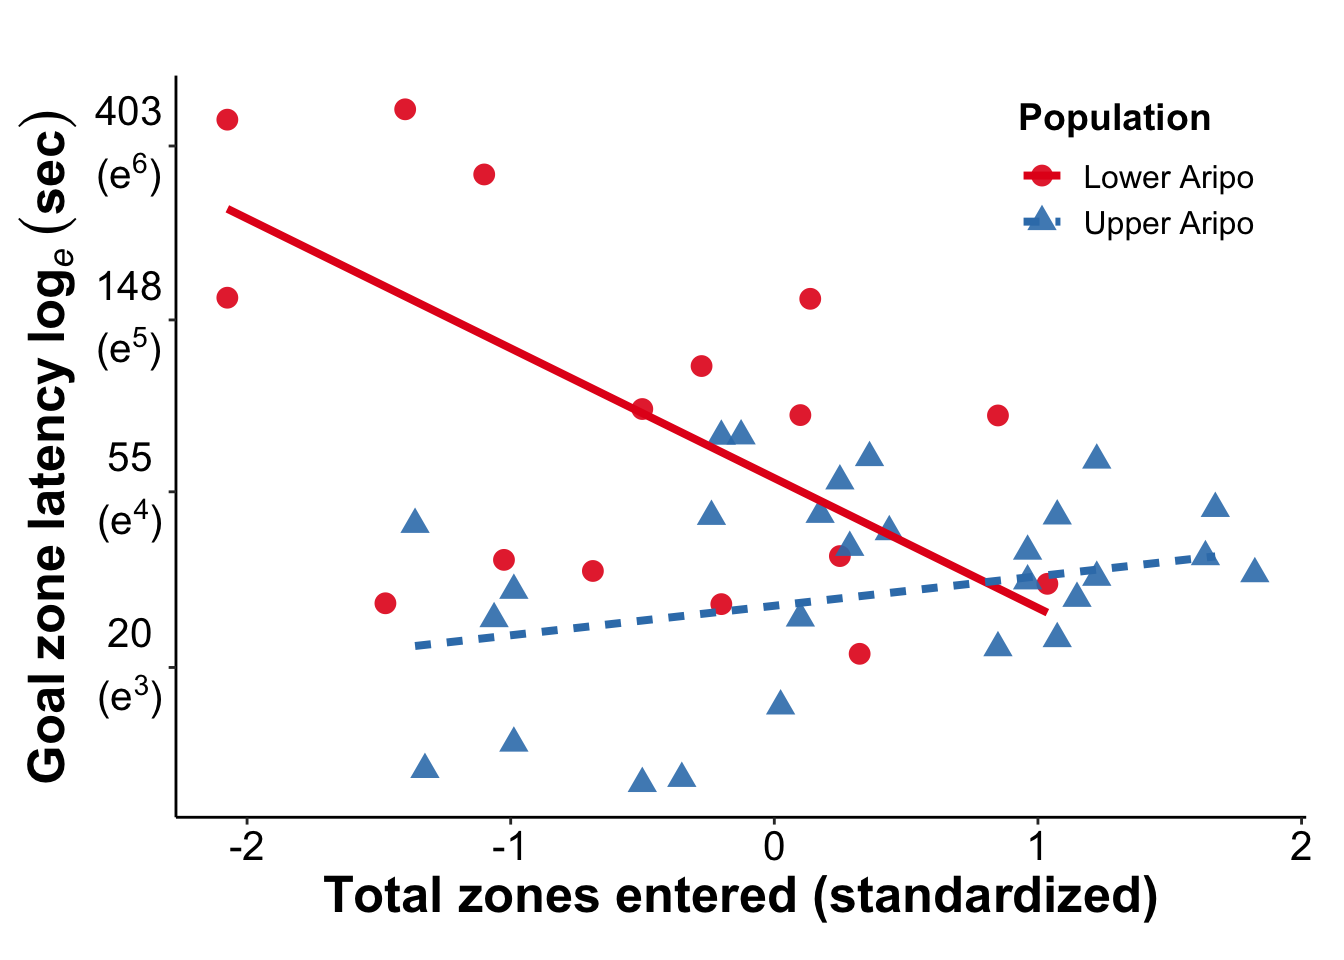 Goal zone latency logₑ (sec)
403
(e⁶)
148
(e⁵)
55
(e⁴)
20
(e³)
Population
Lower Aripo
Upper Aripo
-2 -1 0 1 2
Total zones entered (standardized)